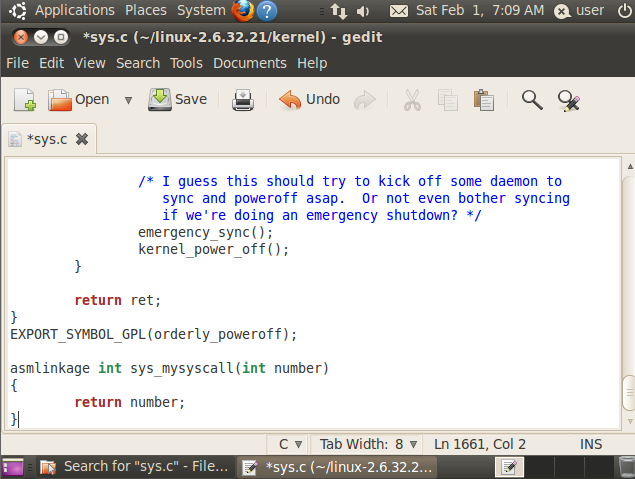 Applications Places System Sat Feb 1, 7:09 AM user
*sys.c (~/linux-2.6.32.21/kernel) - gedit
File Edit View Search Tools Documents Help
Open Save Undo
*sys.c
/* I guess this should try to kick off some daemon to
sync and poweroff asap. Or not even bother syncing
if we're doing an emergency shutdown? */
emergency_sync();
kernel_power_off();
}
return ret;
}
EXPORT_SYMBOL_GPL(orderly_poweroff);
asmlinkage int sys_mysyscall(int number)
{
return number;
}
C Tab Width: 8 Ln 1661, Col 2 INS
Search for "sys.c" - File... *sys.c (~/linux-2.6.32.2...